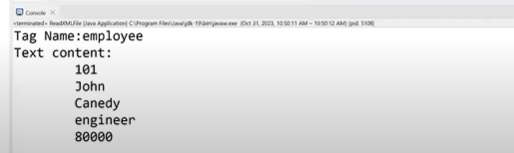 Console
<terminated> ReadXMLFile [Java Application] C:\Program Files\Java\jdk-19\bin\javaw.exe (Oct 31, 2023, 10:50:11 AM – 10:50:12 AM) [pid: 5108]
Tag Name:employee
Text content:
101
John
Canedy
engineer
80000